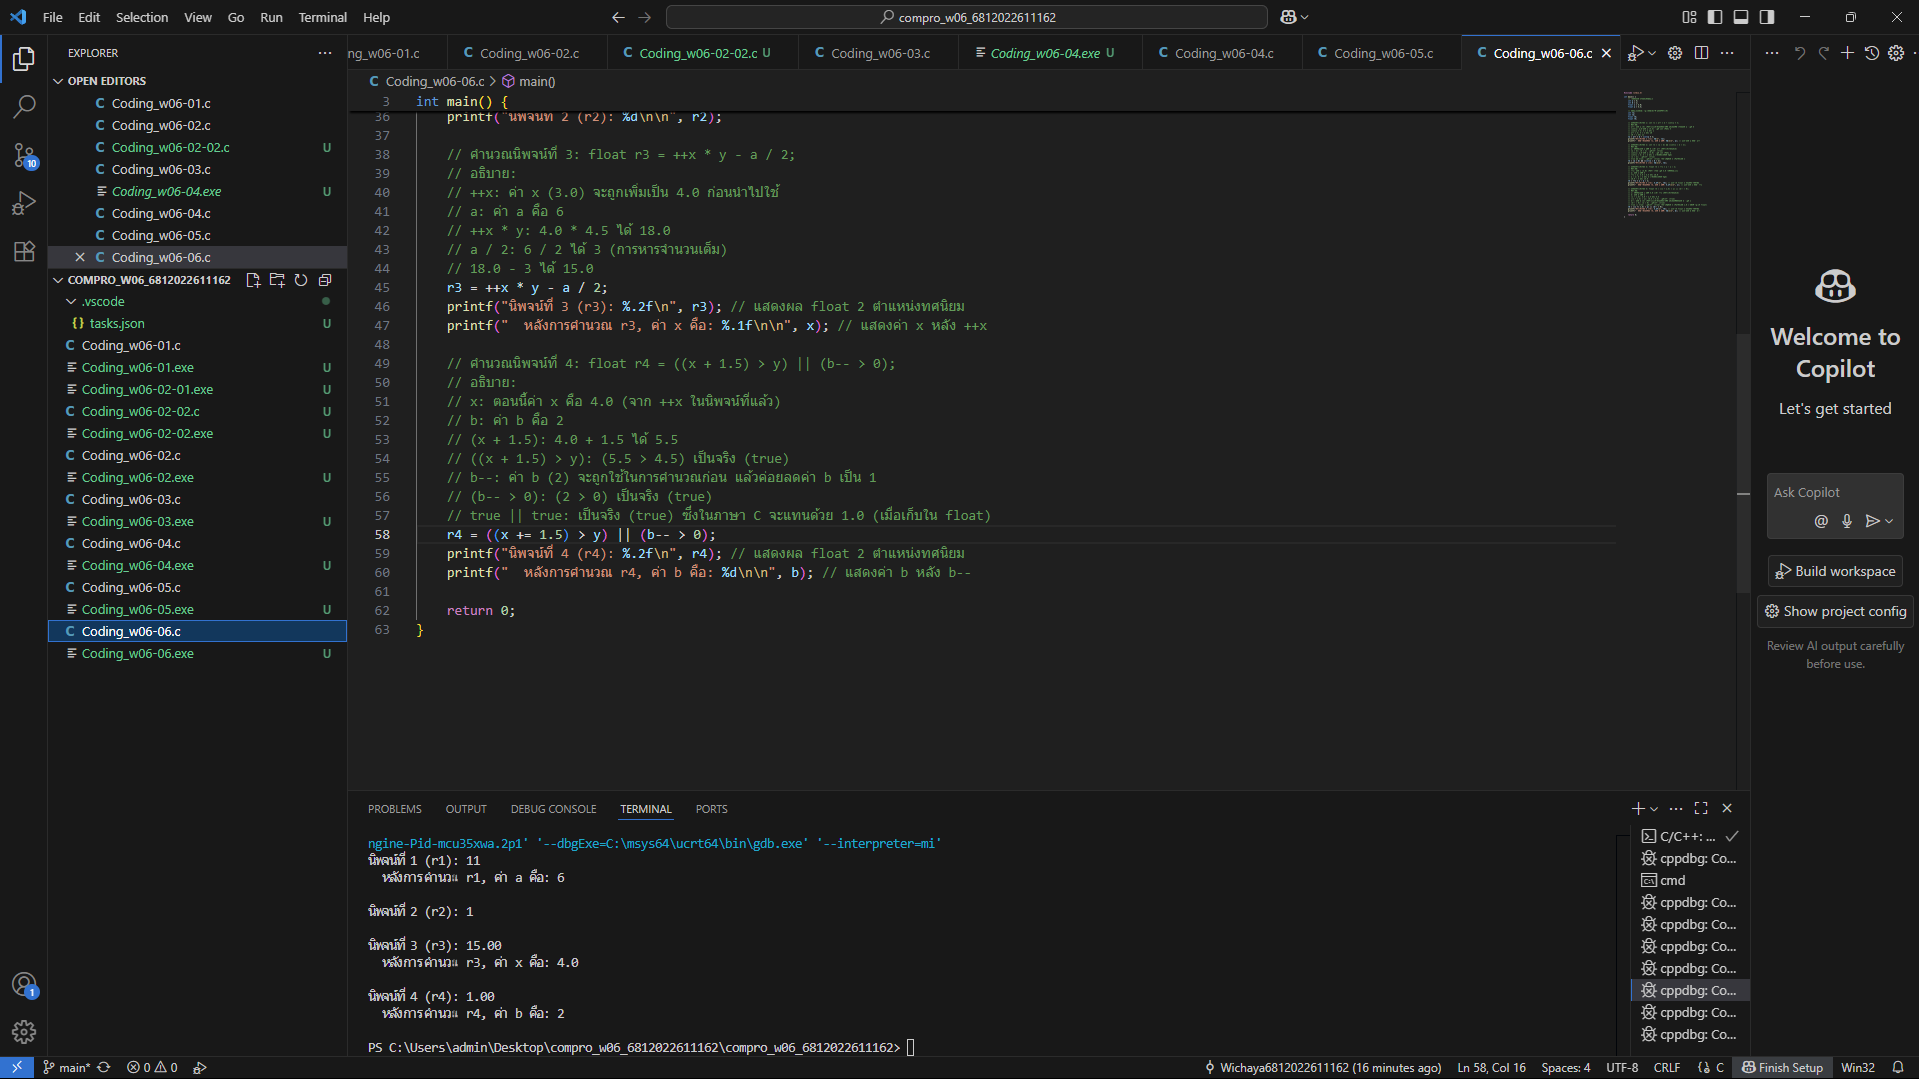 File Edit Selection View Go Run Terminal Help
compro_w06_6812022611162
EXPLORER
OPEN EDITORS
Coding_w06-01.c
Coding_w06-02.c
Coding_w06-02-02.c U
Coding_w06-03.c
Coding_w06-04.exe U
Coding_w06-04.c
Coding_w06-05.c
Coding_w06-06.c
COMPRO_W06_6812022611162
.vscode
{} tasks.json U
Coding_w06-01.c
Coding_w06-01.exe U
Coding_w06-02-01.exe U
Coding_w06-02-02.c U
Coding_w06-02-02.exe U
Coding_w06-02.c
Coding_w06-02.exe U
Coding_w06-03.c
Coding_w06-03.exe U
Coding_w06-04.c
Coding_w06-04.exe U
Coding_w06-05.c
Coding_w06-05.exe U
Coding_w06-06.c
Coding_w06-06.exe U
10
1
ng_w06-01.c
C Coding_w06-02.c
C Coding_w06-02-02.c U
C Coding_w06-03.c
Coding_w06-04.exe U
C Coding_w06-04.c
C Coding_w06-05.c
C Coding_w06-06.c
C Coding_w06-06.c > main()
3 int main() {
36 printf("นิพจน์ที่ 2 (r2): %d\n\n", r2);
37
38 // คำนวณนิพจน์ที่ 3: float r3 = ++x * y - a / 2;
39 // อธิบาย:
40 // ++x: ค่า x (3.0) จะถูกเพิ่มเป็น 4.0 ก่อนนำไปใช้
41 // a: ค่า a คือ 6
42 // ++x * y: 4.0 * 4.5 ได้ 18.0
43 // a / 2: 6 / 2 ได้ 3 (การหารจำนวนเต็ม)
44 // 18.0 - 3 ได้ 15.0
45 r3 = ++x * y - a / 2;
46 printf("นิพจน์ที่ 3 (r3): %.2f\n", r3); // แสดงผล float 2 ตำแหน่งทศนิยม
47 printf("  หลังการคำนวณ r3, ค่า x คือ: %.1f\n\n", x); // แสดงค่า x หลัง ++x
48
49 // คำนวณนิพจน์ที่ 4: float r4 = ((x + 1.5) > y) || (b-- > 0);
50 // อธิบาย:
51 // x: ตอนนี้ค่า x คือ 4.0 (จาก ++x ในนิพจน์ที่แล้ว)
52 // b: ค่า b คือ 2
53 // (x + 1.5): 4.0 + 1.5 ได้ 5.5
54 // ((x + 1.5) > y): (5.5 > 4.5) เป็นจริง (true)
55 // b--: ค่า b (2) จะถูกใช้ในการคำนวณก่อน แล้วค่อยลดค่า b เป็น 1
56 // (b-- > 0): (2 > 0) เป็นจริง (true)
57 // true || true: เป็นจริง (true) ซึ่งในภาษา C จะแทนด้วย 1.0 (เมื่อเก็บใน float)
58 r4 = ((x += 1.5) > y) || (b-- > 0);
59 printf("นิพจน์ที่ 4 (r4): %.2f\n", r4); // แสดงผล float 2 ตำแหน่งทศนิยม
60 printf("  หลังการคำนวณ r4, ค่า b คือ: %d\n\n", b); // แสดงค่า b หลัง b--
61
62 return 0;
63 }
PROBLEMS OUTPUT DEBUG CONSOLE TERMINAL PORTS
ngine-Pid-mcu35xwa.2p1' '--dbgExe=C:\msys64\ucrt64\bin\gdb.exe' '--interpreter=mi'
นิพจน์ที่ 1 (r1): 11
หลังการคำนวณ r1, ค่า a คือ: 6
นิพจน์ที่ 2 (r2): 1
นิพจน์ที่ 3 (r3): 15.00
หลังการคำนวณ r3, ค่า x คือ: 4.0
นิพจน์ที่ 4 (r4): 1.00
หลังการคำนวณ r4, ค่า b คือ: 2
PS C:\Users\admin\Desktop\compro_w06_6812022611162\compro_w06_6812022611162>
C/C++: ...
cppdbg: Co...
cmd
cppdbg: Co...
cppdbg: Co...
cppdbg: Co...
cppdbg: Co...
cppdbg: Co...
cppdbg: Co...
cppdbg: Co...
Welcome to
Copilot
Let's get started
Ask Copilot
Build workspace
Show project config
Review AI output carefully
before use.
main* 0 0
Wichaya6812022611162 (16 minutes ago) Ln 58, Col 16 Spaces: 4 UTF-8 CRLF {} C Finish Setup Win32